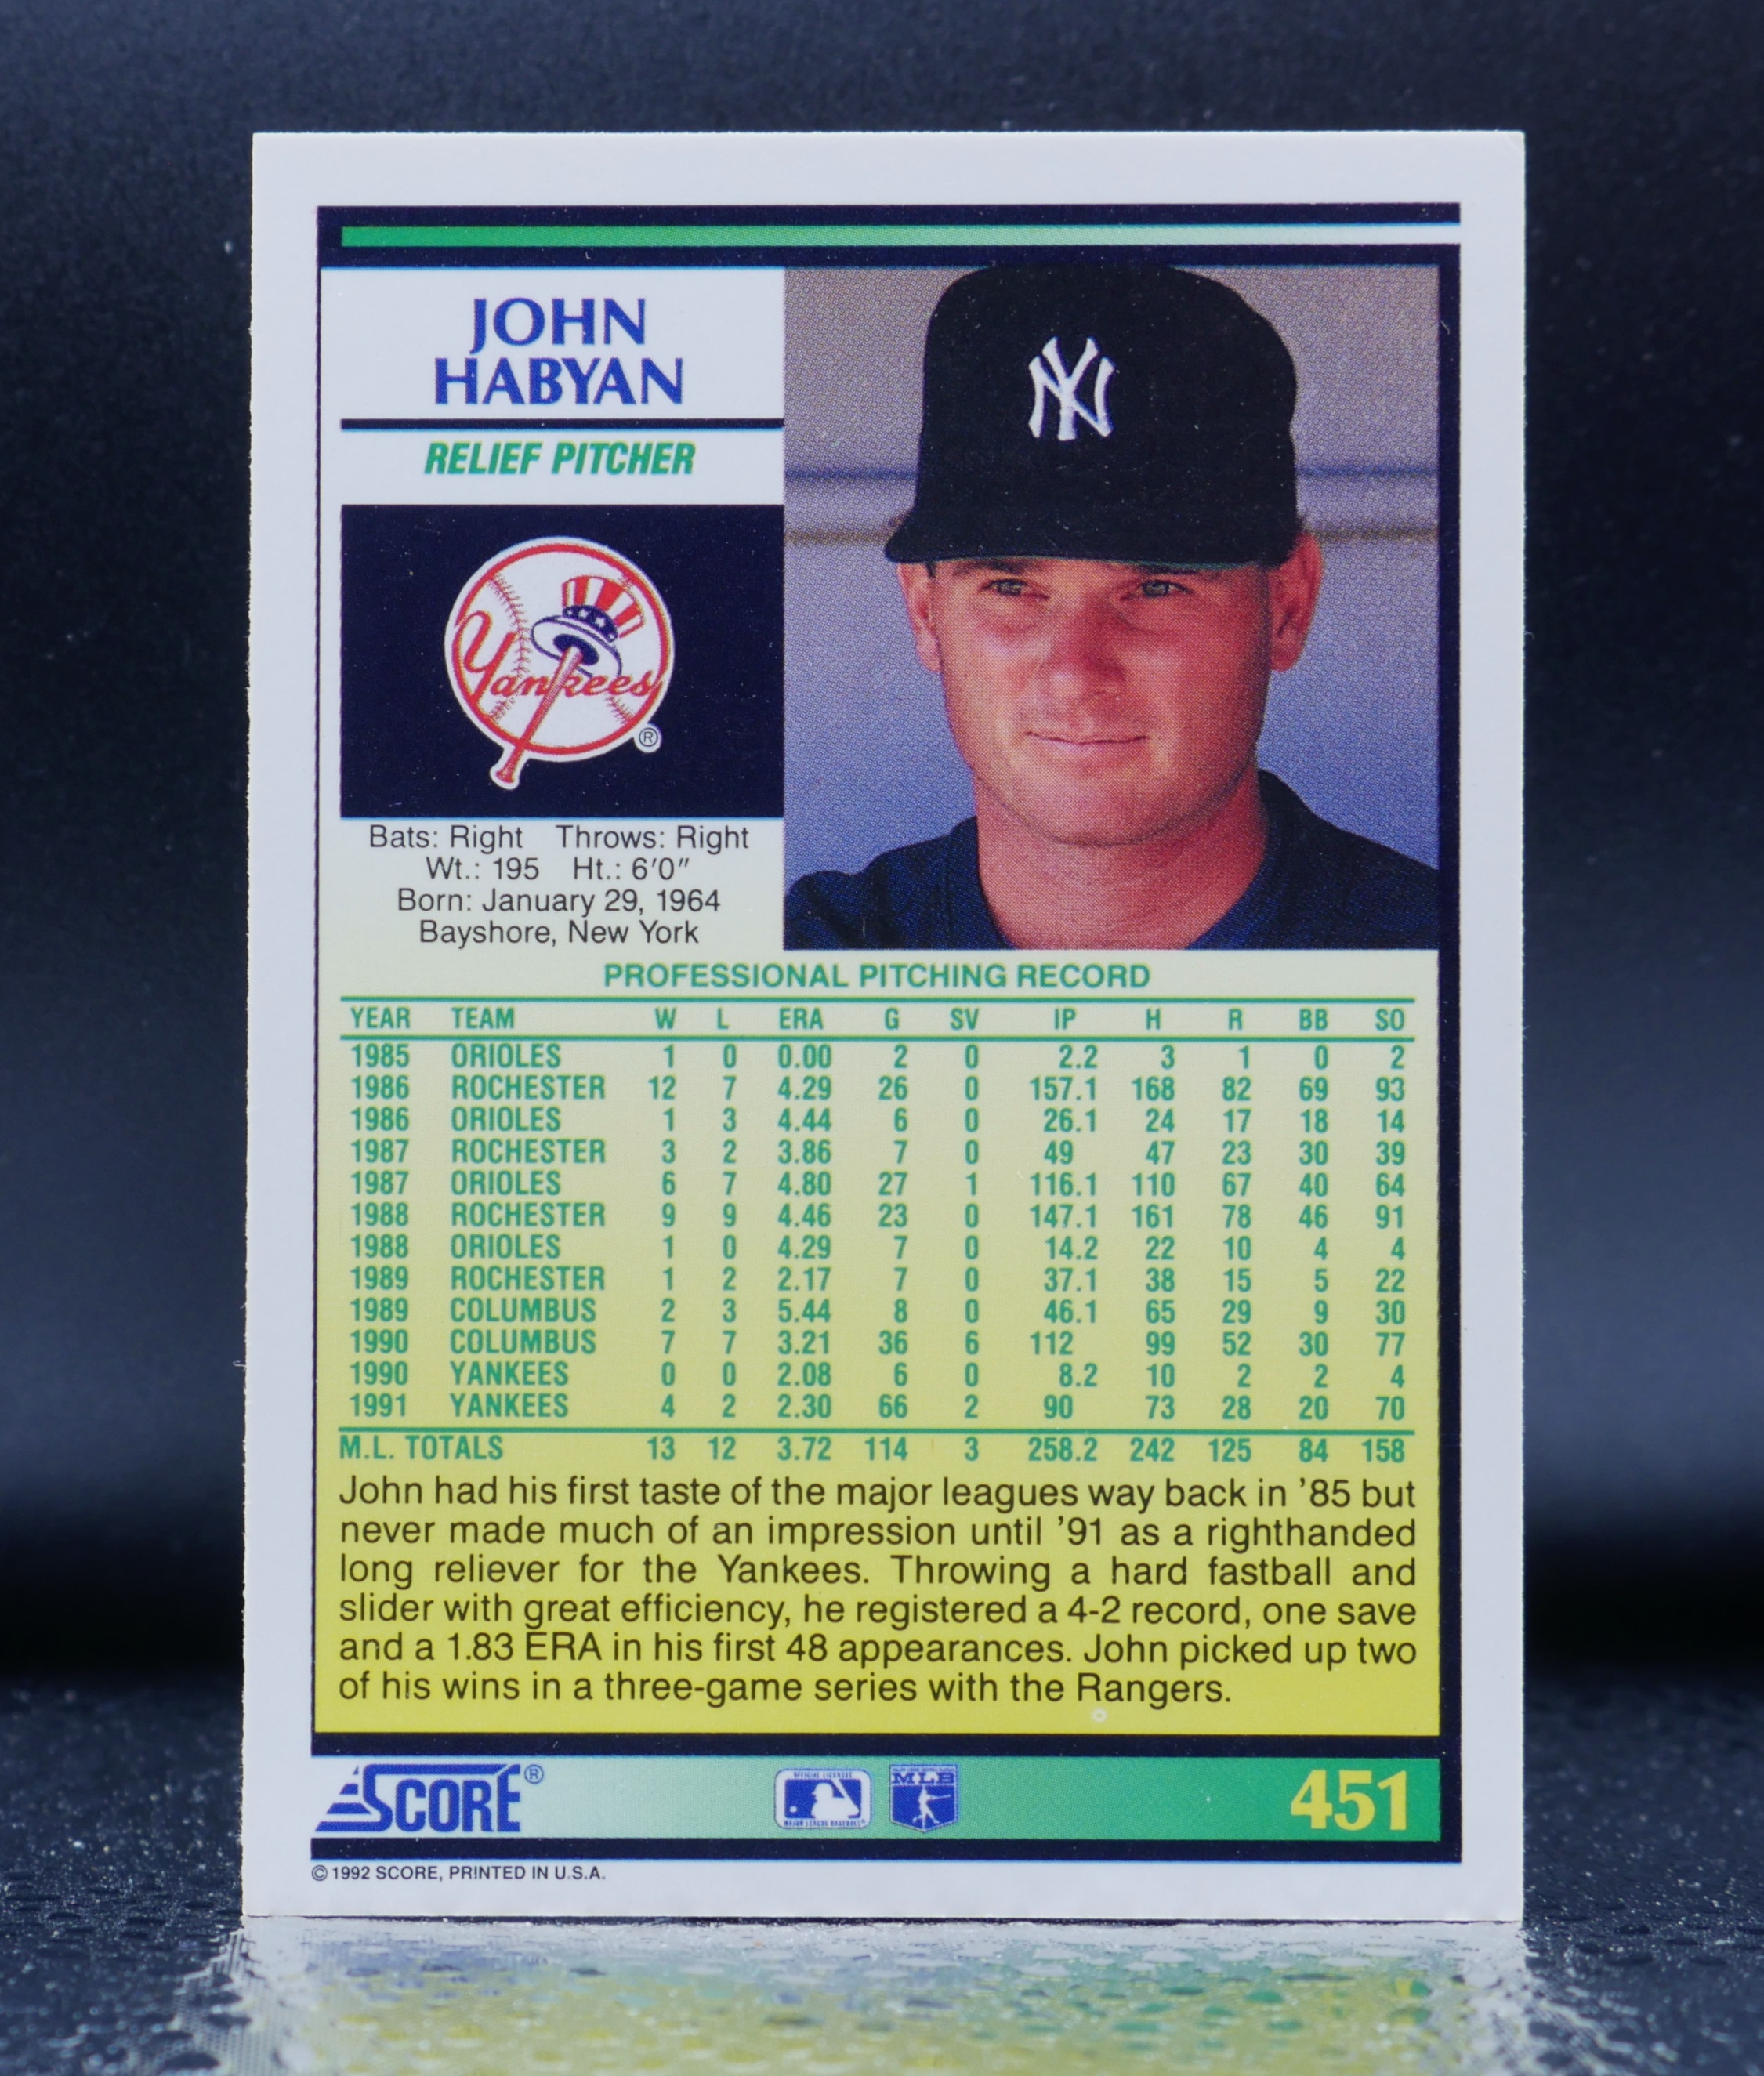 JOHN
HABYAN
RELIEF PITCHER
NY
Yankees
®
Bats: Right Throws: Right
Wt.: 195 Ht.: 6'0"
Born: January 29, 1964
Bayshore, New York
PROFESSIONAL PITCHING RECORD
YEAR TEAM W L ERA G SV IP H R BB SO
1985 ORIOLES 1 0 0.00 2 0 2.2 3 1 0 2
1986 ROCHESTER 12 7 4.29 26 0 157.1 168 82 69 93
1986 ORIOLES 1 3 4.44 6 0 26.1 24 17 18 14
1987 ROCHESTER 3 2 3.86 7 0 49 47 23 30 39
1987 ORIOLES 6 7 4.80 27 1 116.1 110 67 40 64
1988 ROCHESTER 9 9 4.46 23 0 147.1 161 78 46 91
1988 ORIOLES 1 0 4.29 7 0 14.2 22 10 4 4
1989 ROCHESTER 1 2 2.17 7 0 37.1 38 15 5 22
1989 COLUMBUS 2 3 5.44 8 0 46.1 65 29 9 30
1990 COLUMBUS 7 7 3.21 36 6 112 99 52 30 77
1990 YANKEES 0 0 2.08 6 0 8.2 10 2 2 4
1991 YANKEES 4 2 2.30 66 2 90 73 28 20 70
M.L. TOTALS 13 12 3.72 114 3 258.2 242 125 84 158
John had his first taste of the major leagues way back in '85 but
never made much of an impression until '91 as a righthanded
long reliever for the Yankees. Throwing a hard fastball and
slider with great efficiency, he registered a 4-2 record, one save
and a 1.83 ERA in his first 48 appearances. John picked up two
of his wins in a three-game series with the Rangers.
SCORE®
OFFICIAL LICENSEE
MAJOR LEAGUE BASEBALL
MLB
451
© 1992 SCORE, PRINTED IN U.S.A.